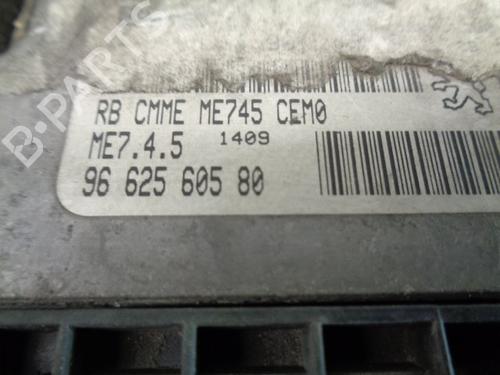 RB CMME ME745 CEM0
ME7.4.5 1409
96 625 605 80
B-PARTS